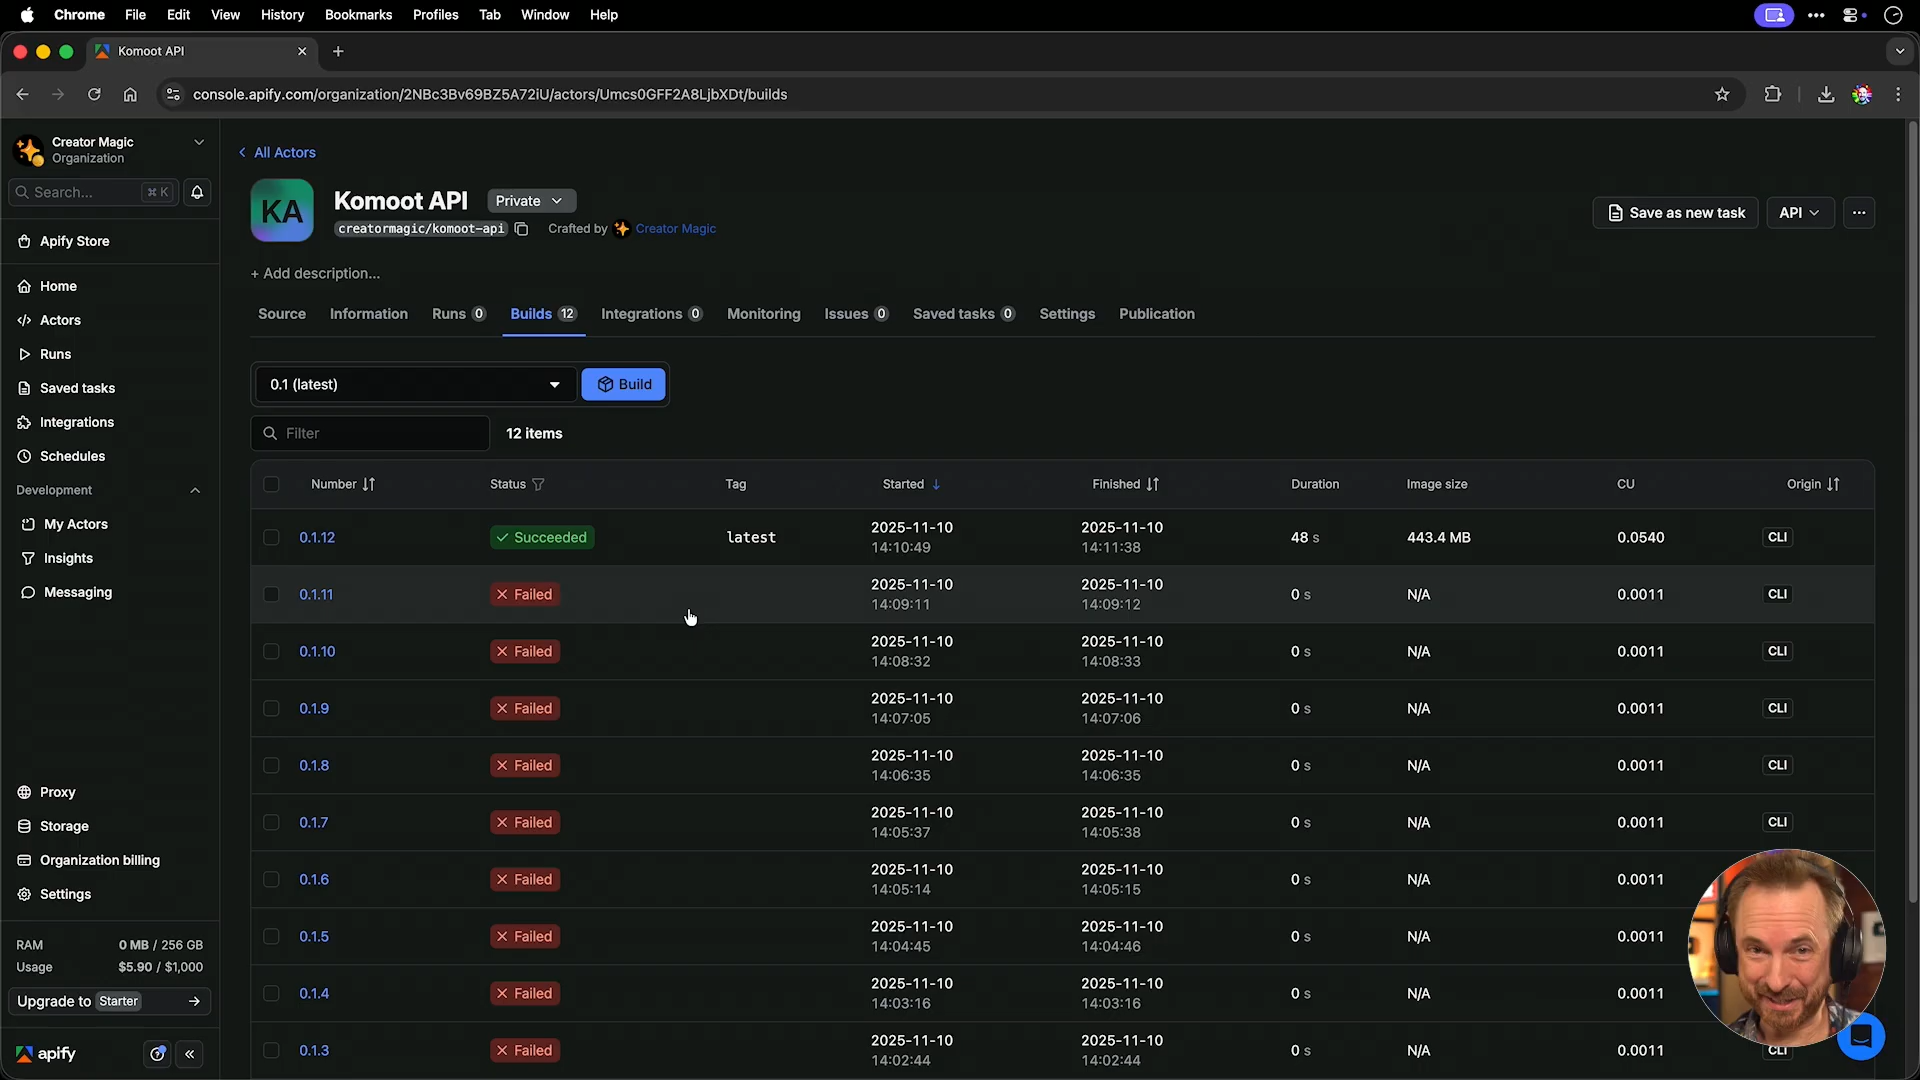 Chrome File Edit View History Bookmarks Profiles Tab Window Help
Komoot API
console.apify.com/organization/2NBc3Bv69BZ5A72iU/actors/Umcs0GFF2A8LjbXDt/builds
Creator Magic
Organization
Search... ⌘ K
Apify Store
Home
Actors
Runs
Saved tasks
Integrations
Schedules
Development
My Actors
Insights
Messaging
Proxy
Storage
Organization billing
Settings
RAM 0 MB / 256 GB
Usage $5.90 / $1,000
Upgrade to Starter
apify
All Actors
KA
Komoot API Private
creatormagic/komoot-api Crafted by Creator Magic
Save as new task API
+ Add description...
Source Information Runs 0 Builds 12 Integrations 0 Monitoring Issues 0 Saved tasks 0 Settings Publication
0.1 (latest) Build
Filter 12 items
Number Status Tag Started Finished Duration Image size CU Origin
0.1.12 Succeeded latest 2025-11-10 2025-11-10 48 s 443.4 MB 0.0540 CLI
14:10:49 14:11:38
0.1.11 Failed 2025-11-10 2025-11-10 0 s N/A 0.0011 CLI
14:09:11 14:09:12
0.1.10 Failed 2025-11-10 2025-11-10 0 s N/A 0.0011 CLI
14:08:32 14:08:33
0.1.9 Failed 2025-11-10 2025-11-10 0 s N/A 0.0011 CLI
14:07:05 14:07:06
0.1.8 Failed 2025-11-10 2025-11-10 0 s N/A 0.0011 CLI
14:06:35 14:06:35
0.1.7 Failed 2025-11-10 2025-11-10 0 s N/A 0.0011 CLI
14:05:37 14:05:38
0.1.6 Failed 2025-11-10 2025-11-10 0 s N/A 0.0011
14:05:14 14:05:15
0.1.5 Failed 2025-11-10 2025-11-10 0 s N/A 0.0011
14:04:45 14:04:46
0.1.4 Failed 2025-11-10 2025-11-10 0 s N/A 0.0011
14:03:16 14:03:16
0.1.3 Failed 2025-11-10 2025-11-10 0 s N/A 0.0011 CLI
14:02:44 14:02:44